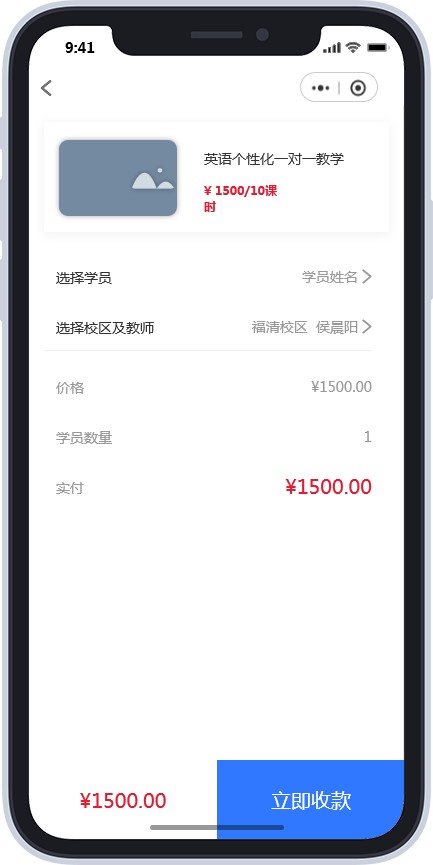 9:41
英语个性化一对一教学
¥ 1500/10课
时
选择学员 学员姓名
选择校区及教师 福清校区 侯晨阳
价格 ¥1500.00
学员数量 1
实付 ¥1500.00
¥1500.00 立即收款